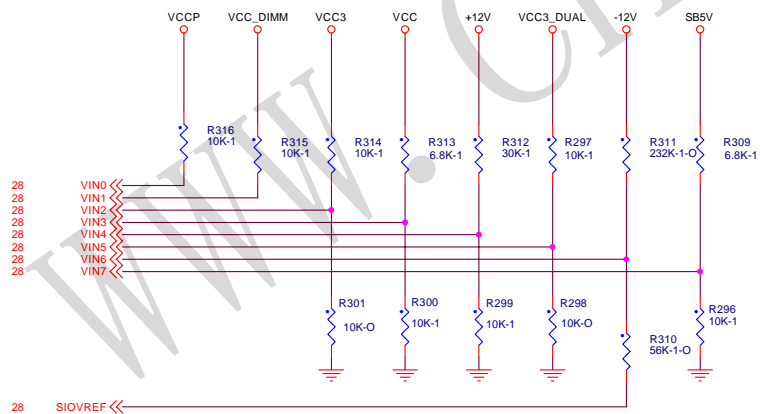 VCCP VCC_DIMM VCC3 VCC +12V VCC3_DUAL -12V SB5V
R316 R315 R314 R313 R312 R297 R311 R309
10K-1 10K-1 10K-1 6.8K-1 30K-1 10K-1 232K-1-O 6.8K-1
28 VIN0
28 VIN1
28 VIN2
28 VIN3
28 VIN4
28 VIN5
28 VIN6
28 VIN7
R301 R300 R299 R298 R310 R296
10K-O 10K-1 10K-1 10K-O 56K-1-O 10K-1
28 SIOVREF
www.